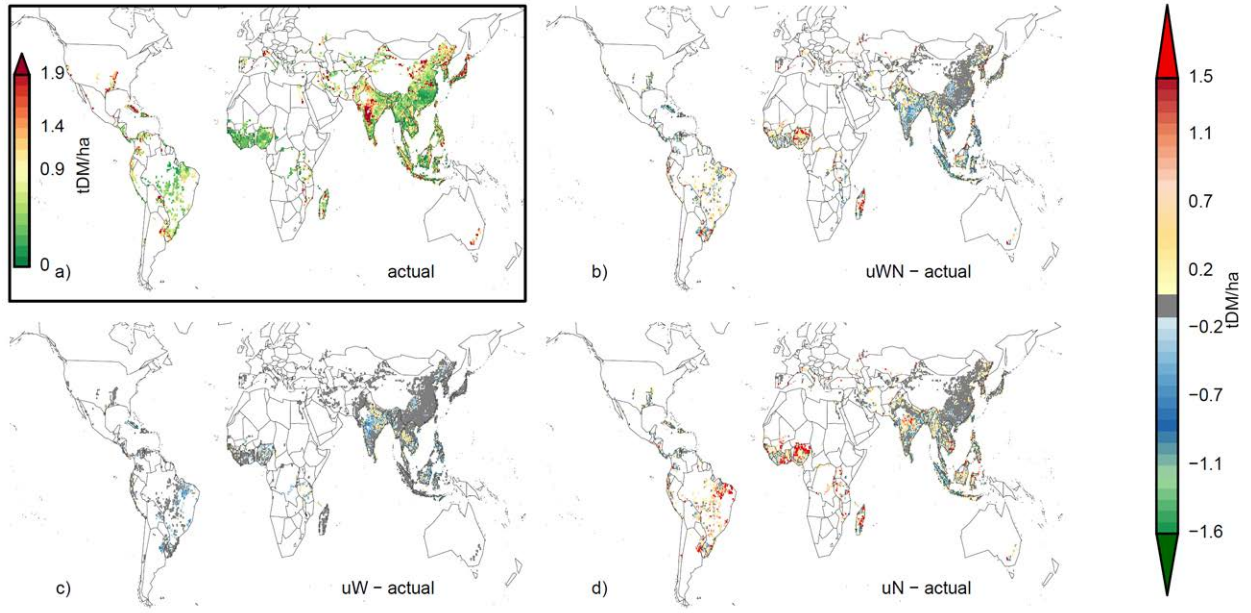 1.9
1.4
0.9
0
tDM/ha
a)
actual
b)
uWN − actual
c)
uW − actual
d)
uN − actual
1.5
1.1
0.7
0.2
−0.2
−0.7
−1.1
−1.6
tDM/ha